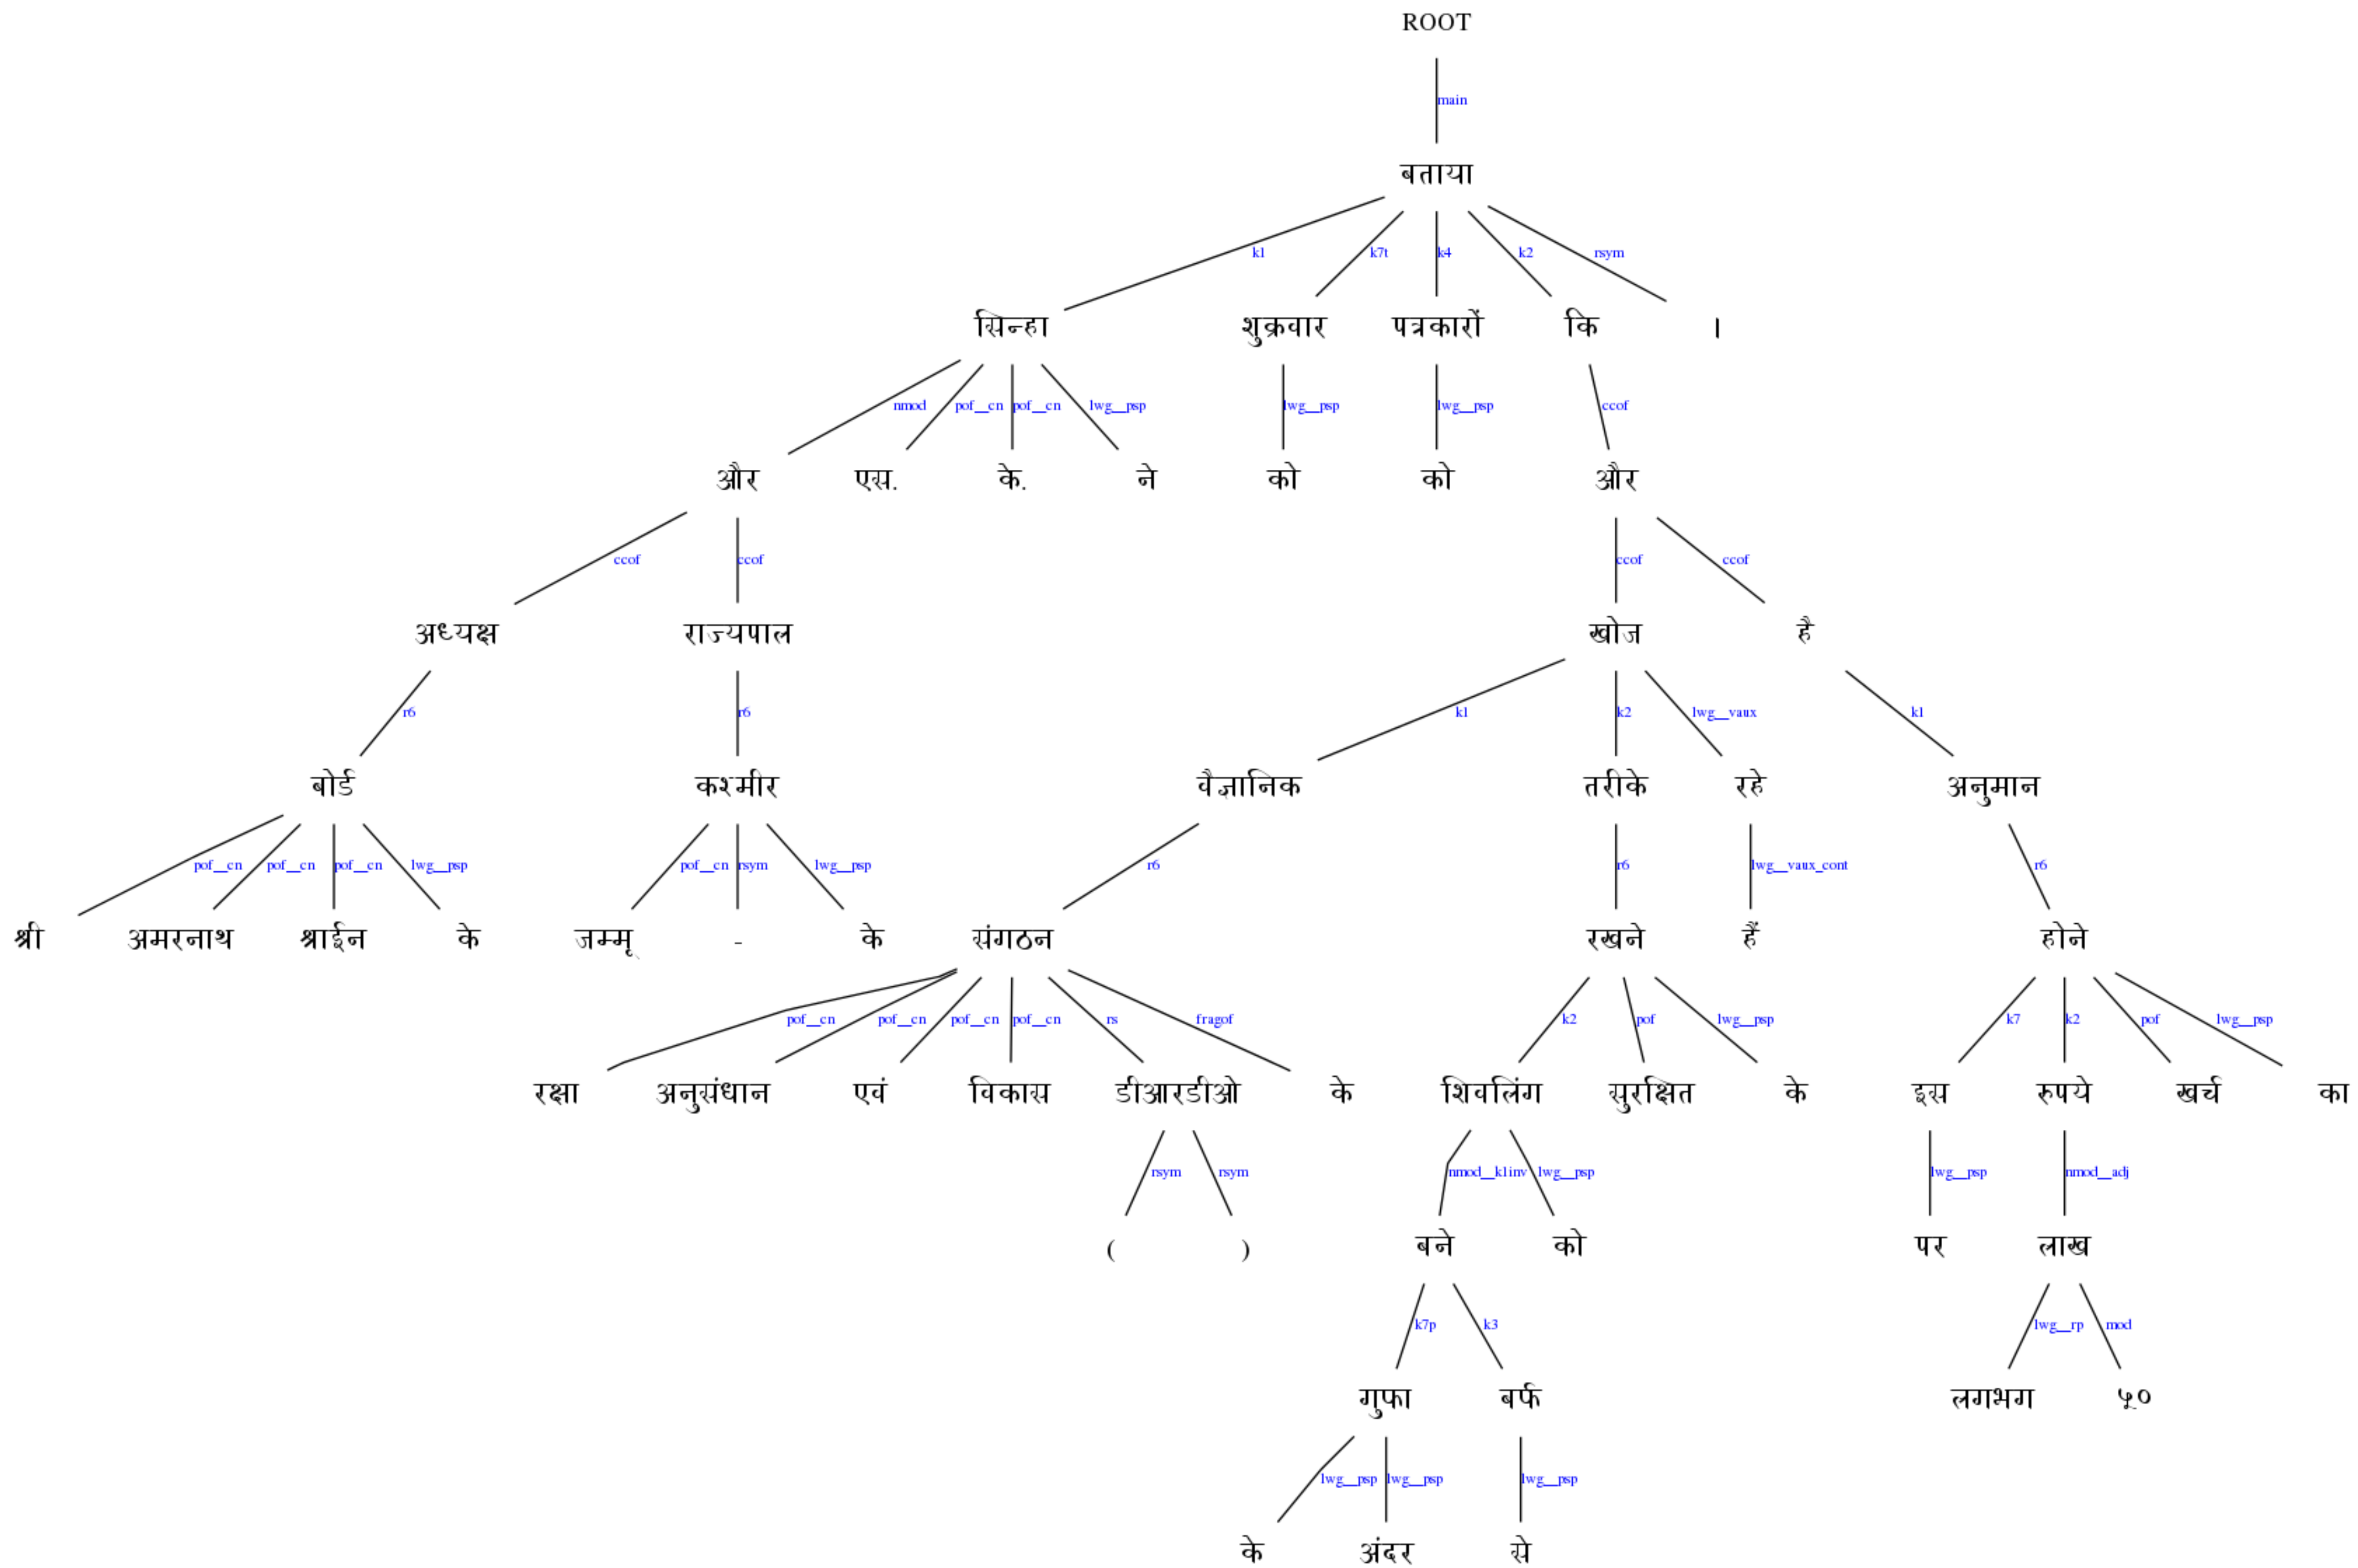 ROOT
main
बताया
k1 k7t k4 k2 rsym
सिन्हा शुक्रवार पत्रकारों कि ।
nmod pof__cn pof__cn lwg__psp lwg__psp lwg__psp ccof
और एस. के. ने को को और
ccof ccof ccof ccof
अध्यक्ष राज्यपाल खोज है
r6 r6 k1 k2 lwg__vaux k1
बोर्ड कश्मीर वैज्ञानिक तरीके रहे अनुमान
pof__cn pof__cn pof__cn lwg__psp pof__cn rsym lwg__psp r6 r6 lwg__vaux_cont r6
श्री अमरनाथ श्राईन के जम्मू - के संगठन रखने हैं होने
pof__cn pof__cn pof__cn pof__cn rs fragof k2 pof lwg__psp k7 k2 pof lwg__psp
रक्षा अनुसंधान एवं विकास डीआरडीओ के शिवलिंग सुरक्षित के इस रुपये खर्च का
rsym rsym nmod__k1inv lwg__psp lwg__psp nmod__adj
( ) बने को पर लाख
k7p k3 lwg__rp mod
गुफा बर्फ लगभग ५०
lwg__psp lwg__psp lwg__psp
के अंदर से